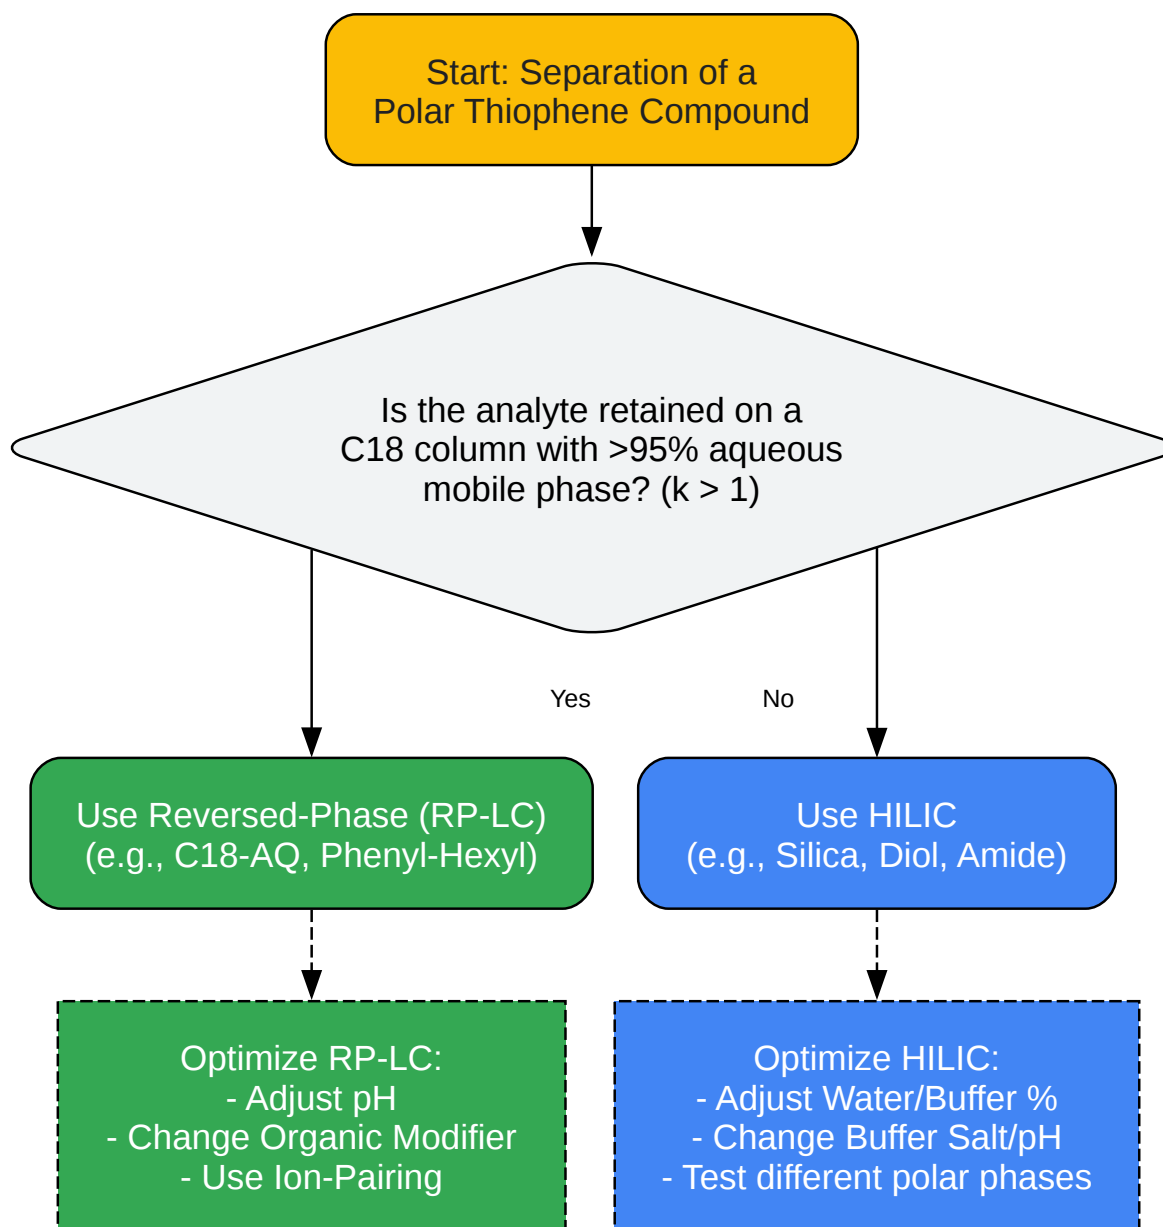 Start: Separation of a
Polar Thiophene Compound
Is the analyte retained on a
C18 column with >95% aqueous
mobile phase? (k > 1)
Yes
No
Use Reversed-Phase (RP-LC)
(e.g., C18-AQ, Phenyl-Hexyl)
Use HILIC
(e.g., Silica, Diol, Amide)
Optimize RP-LC:
- Adjust pH
- Change Organic Modifier
- Use Ion-Pairing
Optimize HILIC:
- Adjust Water/Buffer %
- Change Buffer Salt/pH
- Test different polar phases